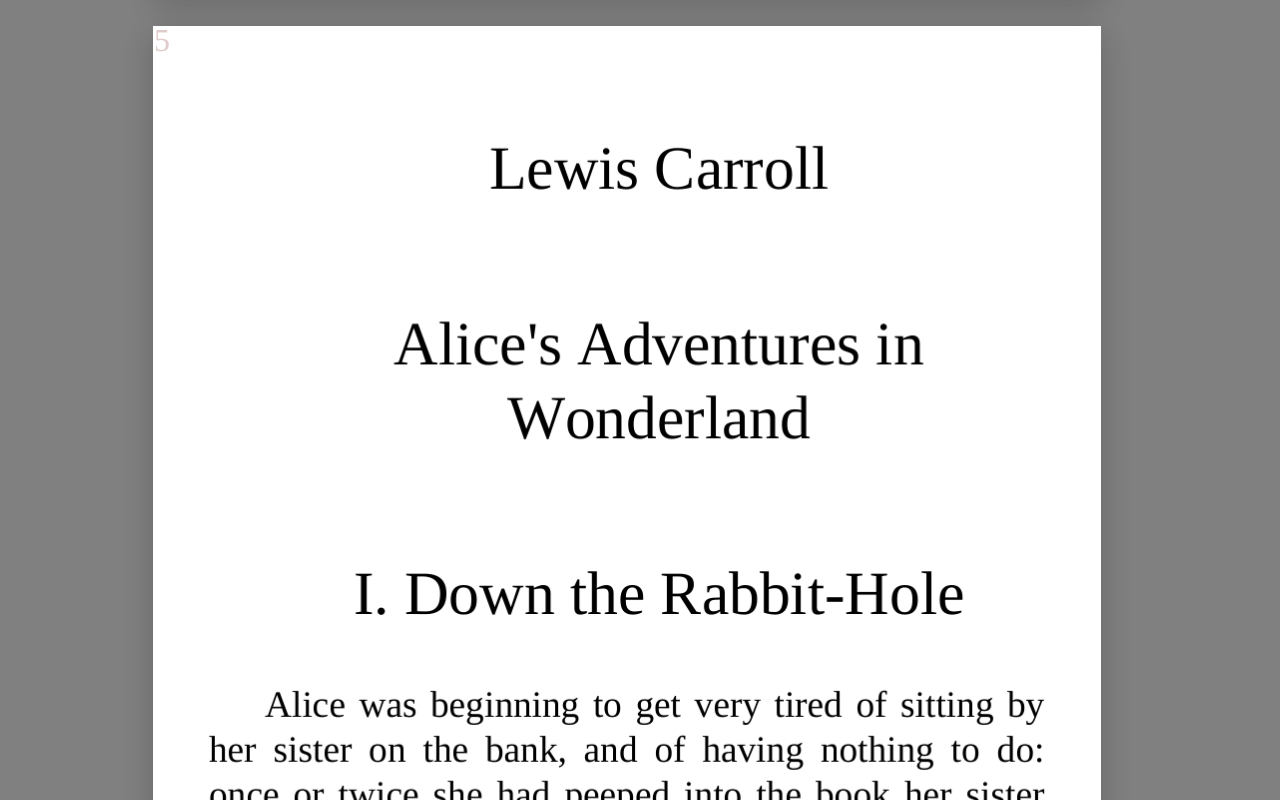 5
Lewis Carroll
Alice's Adventures in
Wonderland
I. Down the Rabbit-Hole
Alice was beginning to get very tired of sitting by
her sister on the bank, and of having nothing to do:
once or twice she had peeped into the book her sister